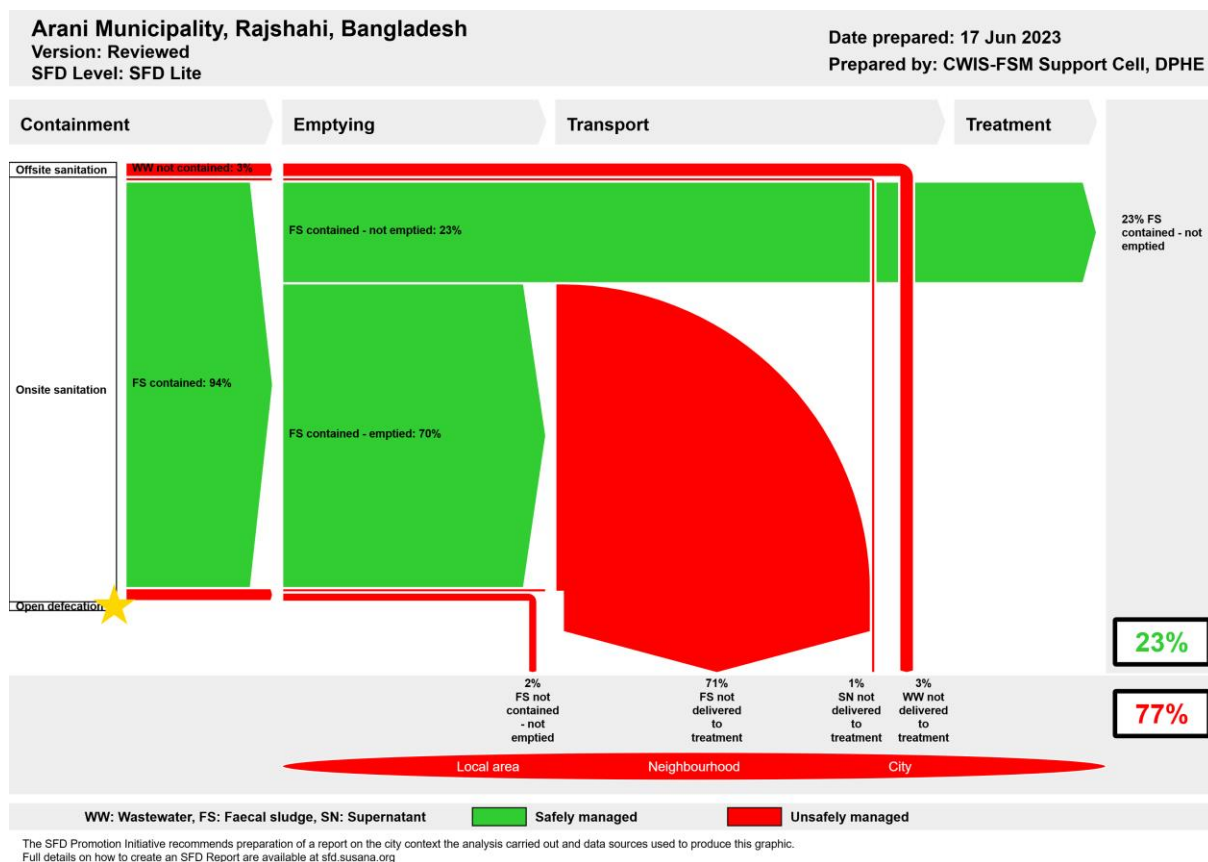 Arani Municipality, Rajshahi, Bangladesh
Version: Reviewed
SFD Level: SFD Lite
Date prepared: 17 Jun 2023
Prepared by: CWIS-FSM Support Cell, DPHE
Containment
Emptying
Transport
Treatment
Offsite sanitation
WW not contained: 3%
FS contained - not emptied: 23%
23% FS
contained - not
emptied
Onsite sanitation
FS contained: 94%
FS contained - emptied: 70%
Open defecation
23%
2%
FS not
contained
- not
emptied
71%
FS not
delivered
to
treatment
1%
SN not
delivered
to
treatment
3%
WW not
delivered
to
treatment
77%
Local area
Neighbourhood
City
WW: Wastewater, FS: Faecal sludge, SN: Supernatant
Safely managed
Unsafely managed
The SFD Promotion Initiative recommends preparation of a report on the city context the analysis carried out and data sources used to produce this graphic.
Full details on how to create an SFD Report are available at sfd.susana.org